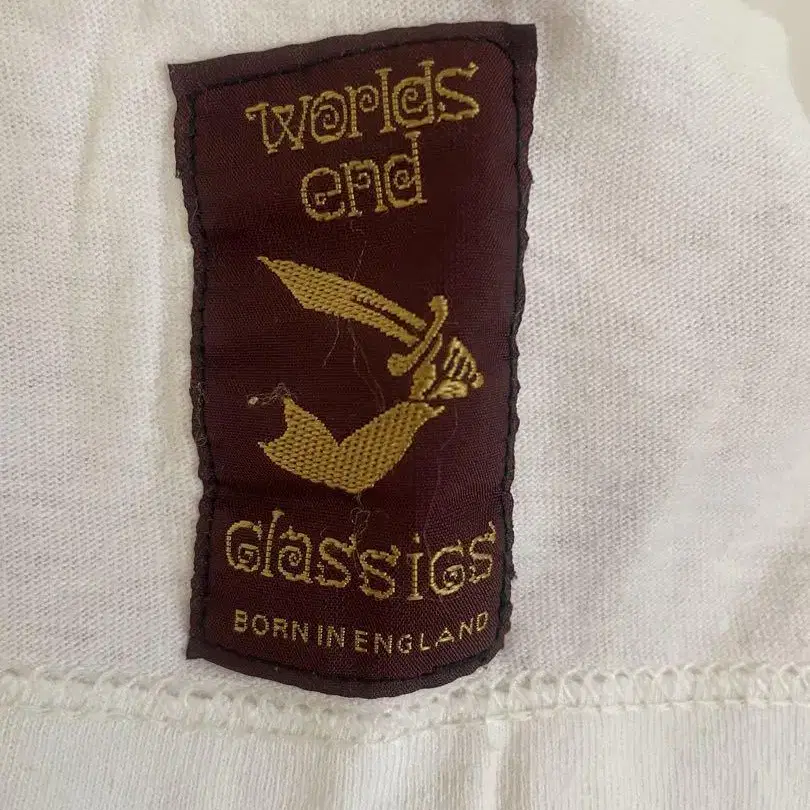 worlds
end
Classics
BORN IN ENGLAND